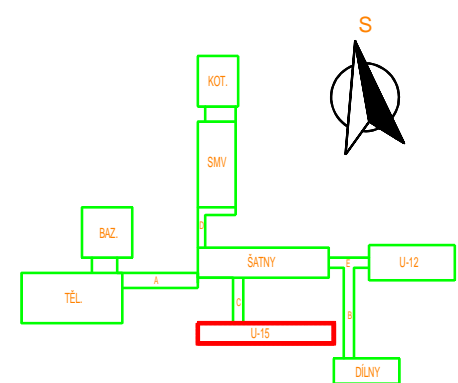 S
KOT.
SMV
D
BAZ.
ŠATNY
E
U-12
TĚL.
A
C
B
U-15
DÍLNY